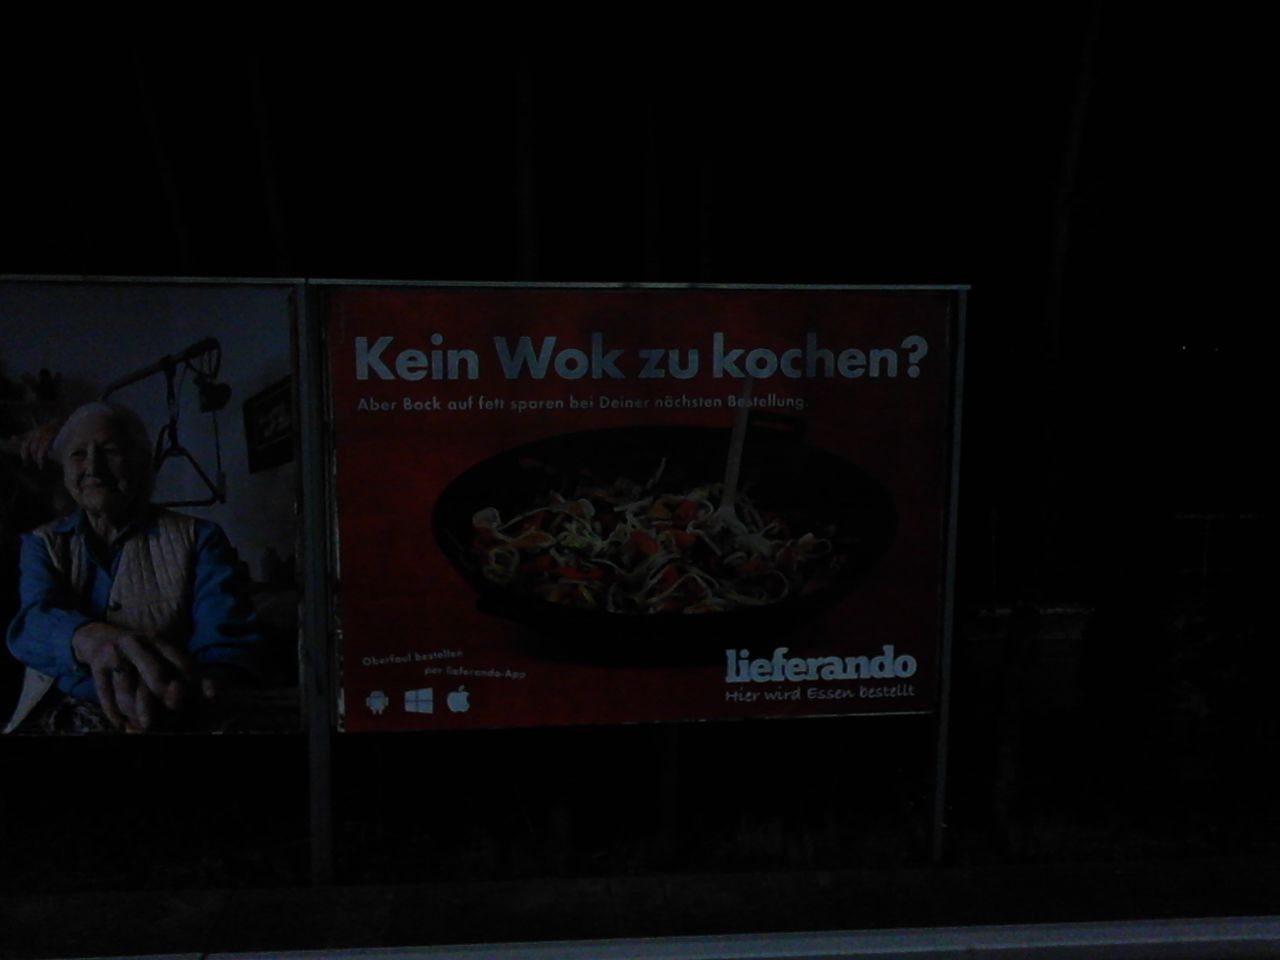 Kein Wok zu kochen?
Aber Bock auf fett sparen bei Deiner nächsten Bestellung.
Oberfaul bestellen
per lieferando-App
lieferando
Hier wird Essen bestellt